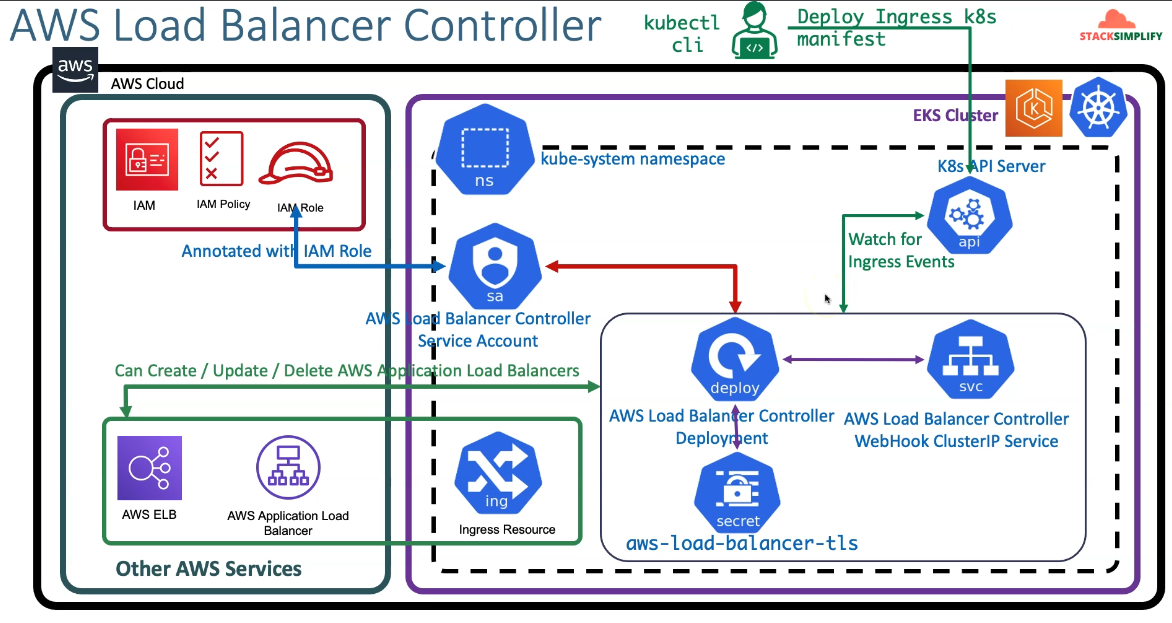 AWS Load Balancer Controller
kubectl
cli
</>
Deploy Ingress k8s
manifest
STACKSIMPLIFY
aws
AWS Cloud
EKS Cluster
K
ns
kube-system namespace
K8s API Server
api
IAM
IAM Policy
IAM Role
Annotated with IAM Role
sa
AWS Load Balancer Controller
Service Account
Watch for
Ingress Events
Can Create / Update / Delete AWS Application Load Balancers
deploy
svc
AWS Load Balancer Controller
Deployment
AWS Load Balancer Controller
WebHook ClusterIP Service
AWS ELB
AWS Application Load
Balancer
ing
Ingress Resource
secret
aws-load-balancer-tls
Other AWS Services